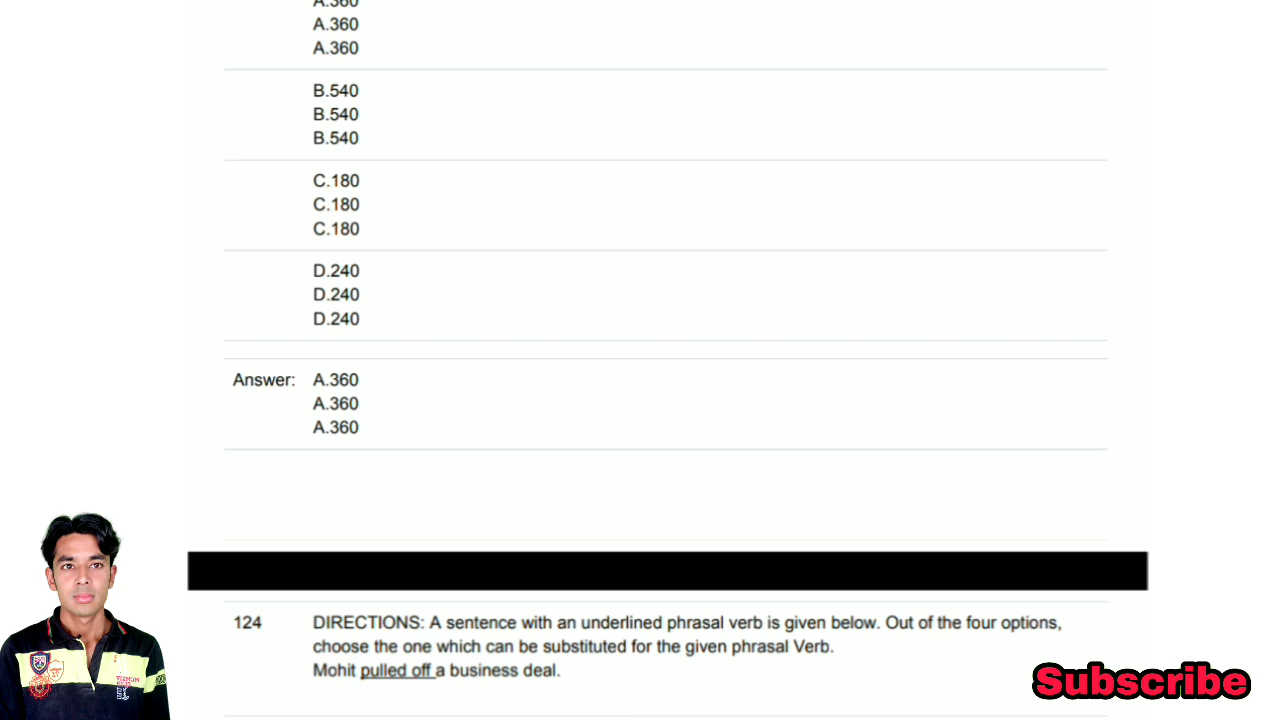 A.360
A.360
A.360
B.540
B.540
B.540
C.180
C.180
C.180
D.240
D.240
D.240
Answer: A.360
A.360
A.360
124 DIRECTIONS: A sentence with an underlined phrasal verb is given below. Out of the four options,
choose the one which can be substituted for the given phrasal Verb.
Mohit pulled off a business deal.
Subscribe